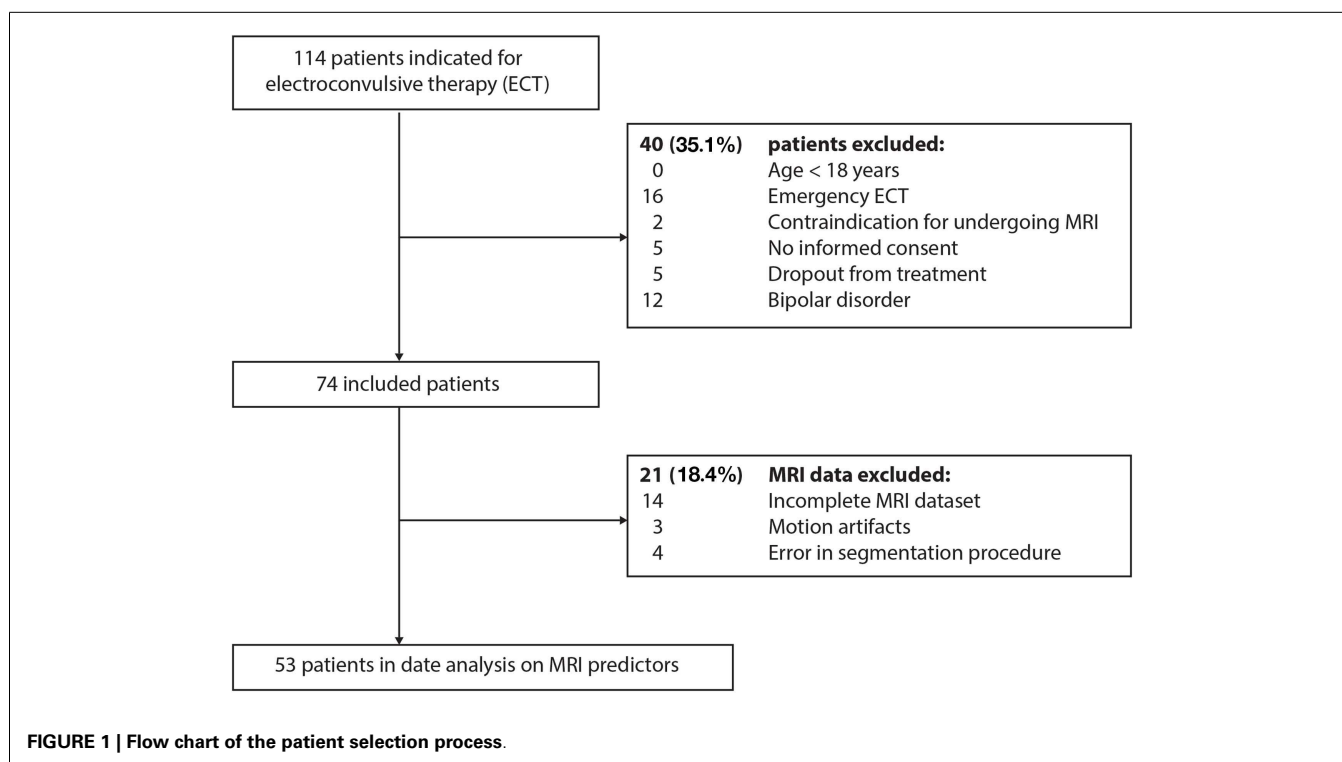 114 patients indicated for
electroconvulsive therapy (ECT)
40 (35.1%) patients excluded:
0 Age < 18 years
16 Emergency ECT
2 Contraindication for undergoing MRI
5 No informed consent
5 Dropout from treatment
12 Bipolar disorder
74 included patients
21 (18.4%) MRI data excluded:
14 Incomplete MRI dataset
3 Motion artifacts
4 Error in segmentation procedure
53 patients in date analysis on MRI predictors
FIGURE 1 | Flow chart of the patient selection process.